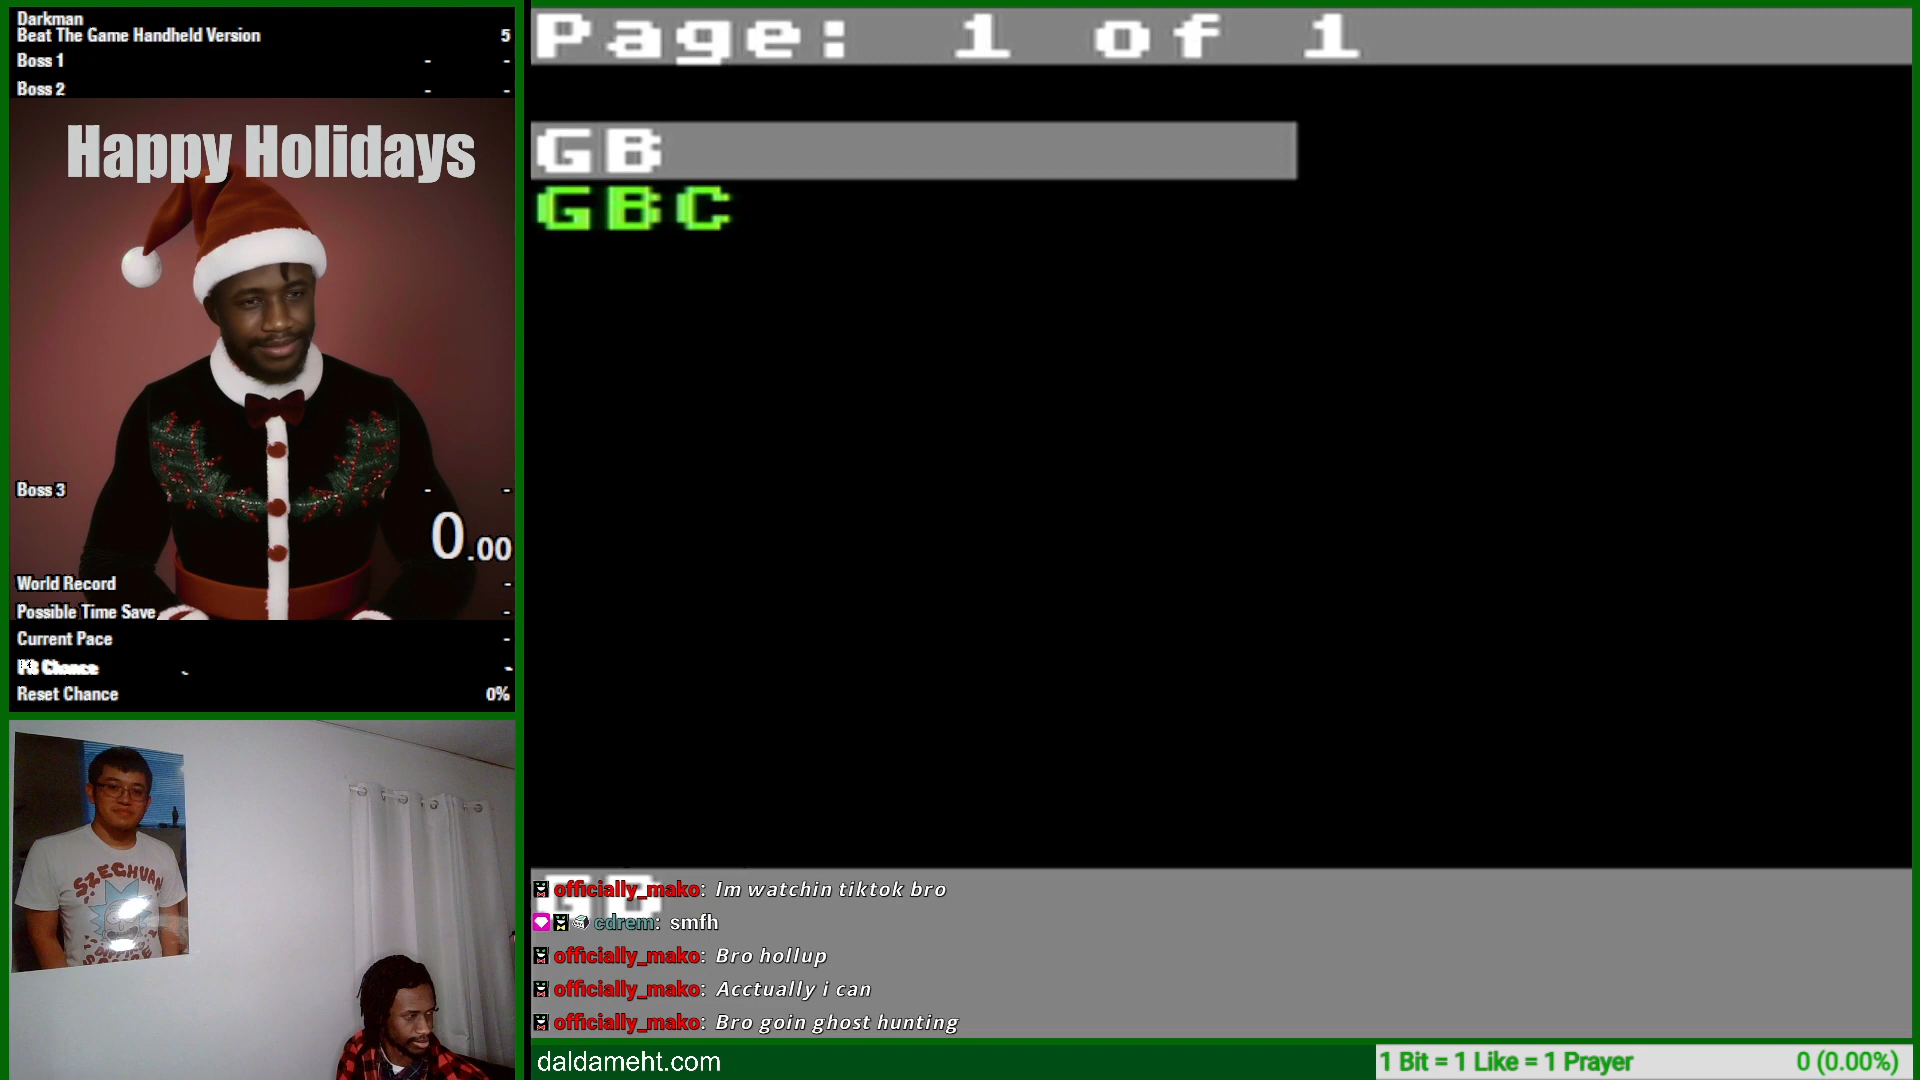 Darkman
Beat The Game Handheld Version 5
Boss 1 - -
Boss 2 - -
Happy Holidays
Boss 3 - -
0.00
World Record -
Possible Time Save -
Current Pace -
Chance - -
Reset Chance 0%
SZECHUAN
Page: 1 of 1
GB
GBC
officially_mako: Im watchin tiktok bro
cdrem: smfh
officially_mako: Bro hollup
officially_mako: Acctually i can
officially_mako: Bro goin ghost hunting
daldameht.com
1 Bit = 1 Like = 1 Prayer 0 (0.00%)